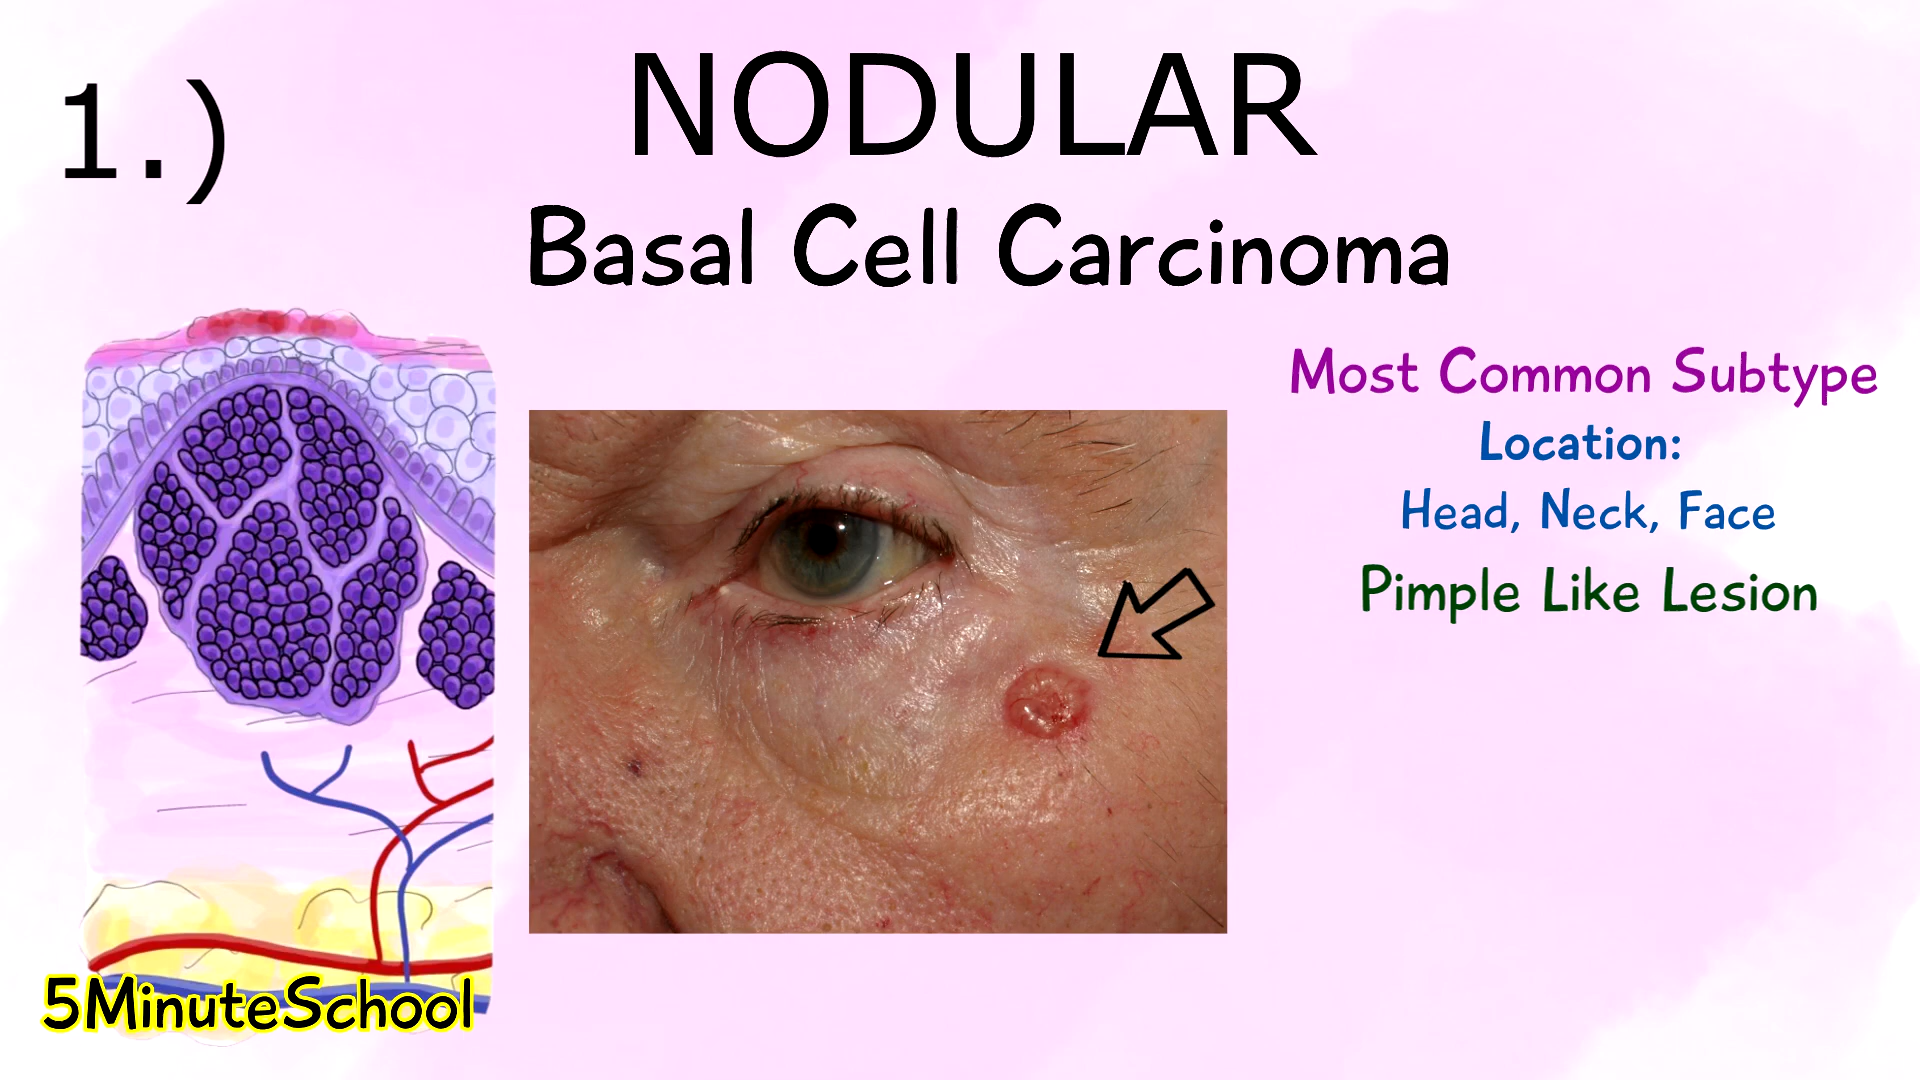 1.)
NODULAR
Basal Cell Carcinoma
Most Common Subtype
Location:
Head, Neck, Face
Pimple Like Lesion
5MinuteSchool